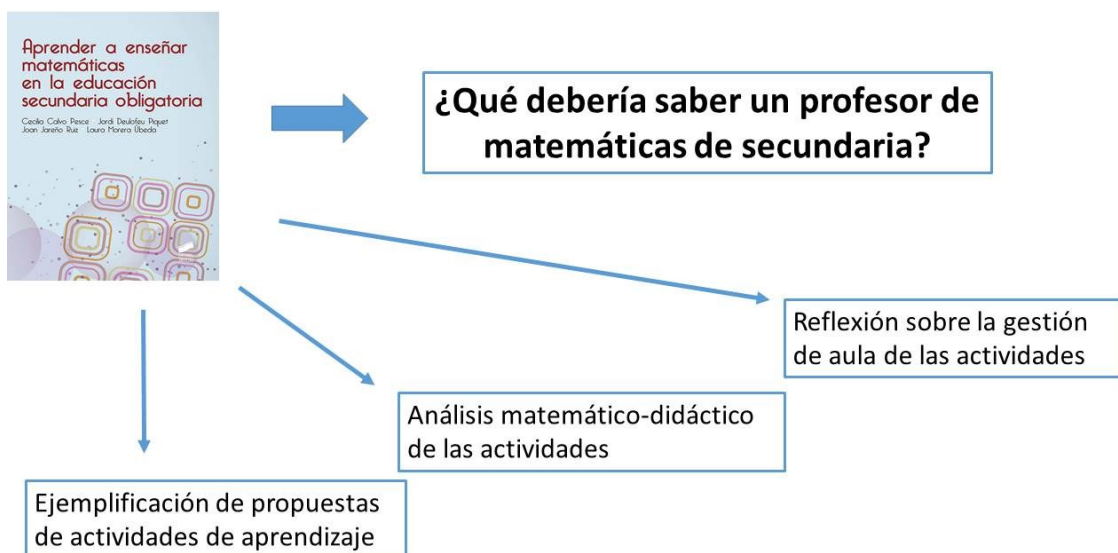 Aprender a enseñar
matemáticas
en la educación
secundaria obligatoria
Cecilia Calvo Pesce Jordi Deulofeu Piquet
Joan Jareño Ruiz Laura Morera Úbeda
¿Qué debería saber un profesor de
matemáticas de secundaria?
Reflexión sobre la gestión
de aula de las actividades
Análisis matemático-didáctico
de las actividades
Ejemplificación de propuestas
de actividades de aprendizaje